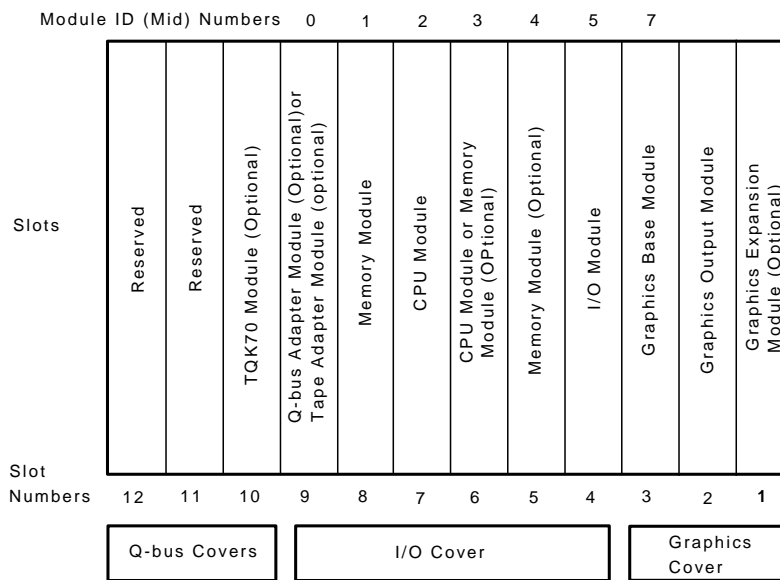 Module ID (Mid) Numbers 0 1 2 3 4 5 7
Slots
Reserved
Reserved
TQK70 Module (Optional)
Q-bus Adapter Module (Optional)or
Tape Adapter Module (optional)
Memory Module
CPU Module
CPU Module or Memory
Module (OPtional)
Memory Module (Optional)
I/O Module
Graphics Base Module
Graphics Output Module
Graphics Expansion
Module (Optional)
Slot
Numbers 12 11 10 9 8 7 6 5 4 3 2 1
Q-bus Covers
I/O Cover
Graphics
Cover